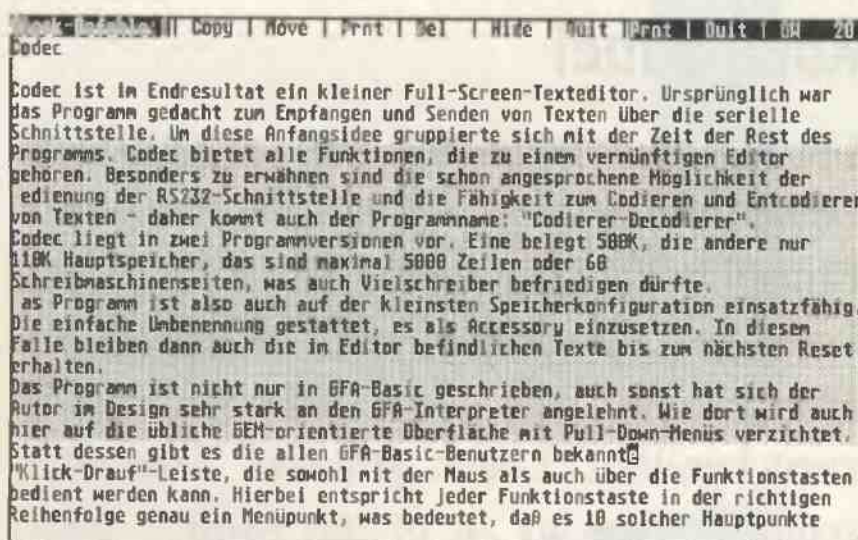 Block-Befehle || Copy | Move | Prnt | Del | Hide | Quit |Prnt | Quit | OW 20
Codec
Codec ist im Endresultat ein kleiner Full-Screen-Texteditor. Ursprünglich war
das Programm gedacht zum Empfangen und Senden von Texten über die serielle
Schnittstelle. Um diese Anfangsidee gruppierte sich mit der Zeit der Rest des
Programms. Codec bietet alle Funktionen, die zu einem vernünftigen Editor
gehören. Besonders zu erwähnen sind die schon angesprochene Möglichkeit der
edienung der RS232-Schnittstelle und die Fähigkeit zum Codieren und Entcodieren
von Texten - daher kommt auch der Programmname: "Codierer-Decodierer".
Codec liegt in zwei Programmversionen vor. Eine belegt 500K, die andere nur
110K Hauptspeicher, das sind maximal 5000 Zeilen oder 60
Schreibmaschinenseiten, was auch Vielschreiber befriedigen dürfte.
as Programm ist also auch auf der kleinsten Speicherkonfiguration einsatzfähig.
Die einfache Umbenennung gestattet, es als Accessory einzusetzen. In diesem
Falle bleiben dann auch die im Editor befindlichen Texte bis zum nächsten Reset
erhalten.
Das Programm ist nicht nur in GFA-Basic geschrieben, auch sonst hat sich der
Autor im Design sehr stark an den GFA-Interpreter angelehnt. Wie dort wird auch
hier auf die übliche GEM-orientierte Oberfläche mit Pull-Down-Menüs verzichtet.
Statt dessen gibt es die allen GFA-Basic-Benutzern bekannte
"Klick-Drauf"-Leiste, die sowohl mit der Maus als auch über die Funktionstasten
bedient werden kann. Hierbei entspricht jeder Funktionstaste in der richtigen
Reihenfolge genau ein Menüpunkt, was bedeutet, daß es 10 solcher Hauptpunkte